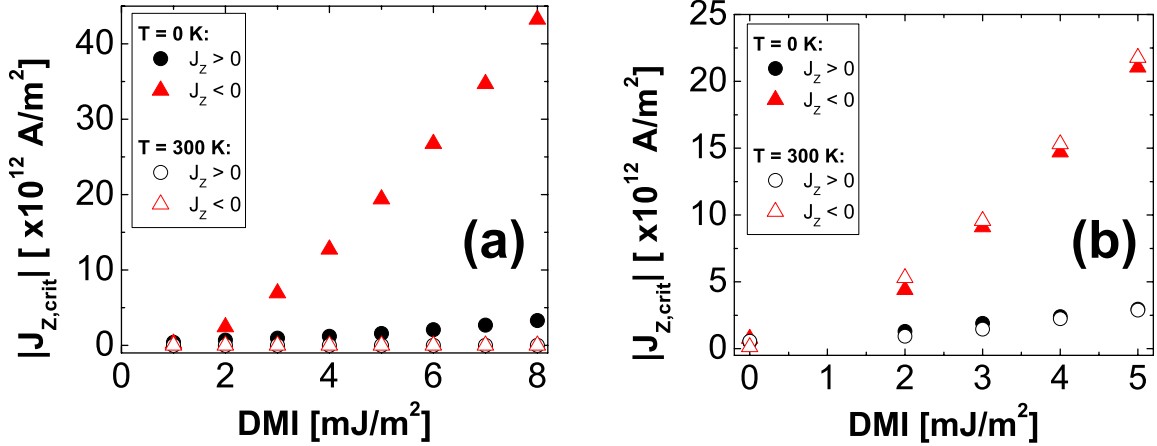 |J_Z,crit| [ x10^12 A/m^2]
40
30
20
10
0
T = 0 K:
J_Z > 0
J_Z < 0
T = 300 K:
J_Z > 0
J_Z < 0
(a)
0 2 4 6 8
DMI [mJ/m^2]
|J_Z,crit| [ x10^12 A/m^2]
25
20
15
10
5
0
T = 0 K:
J_Z > 0
J_Z < 0
T = 300 K:
J_Z > 0
J_Z < 0
(b)
0 1 2 3 4 5
DMI [mJ/m^2]